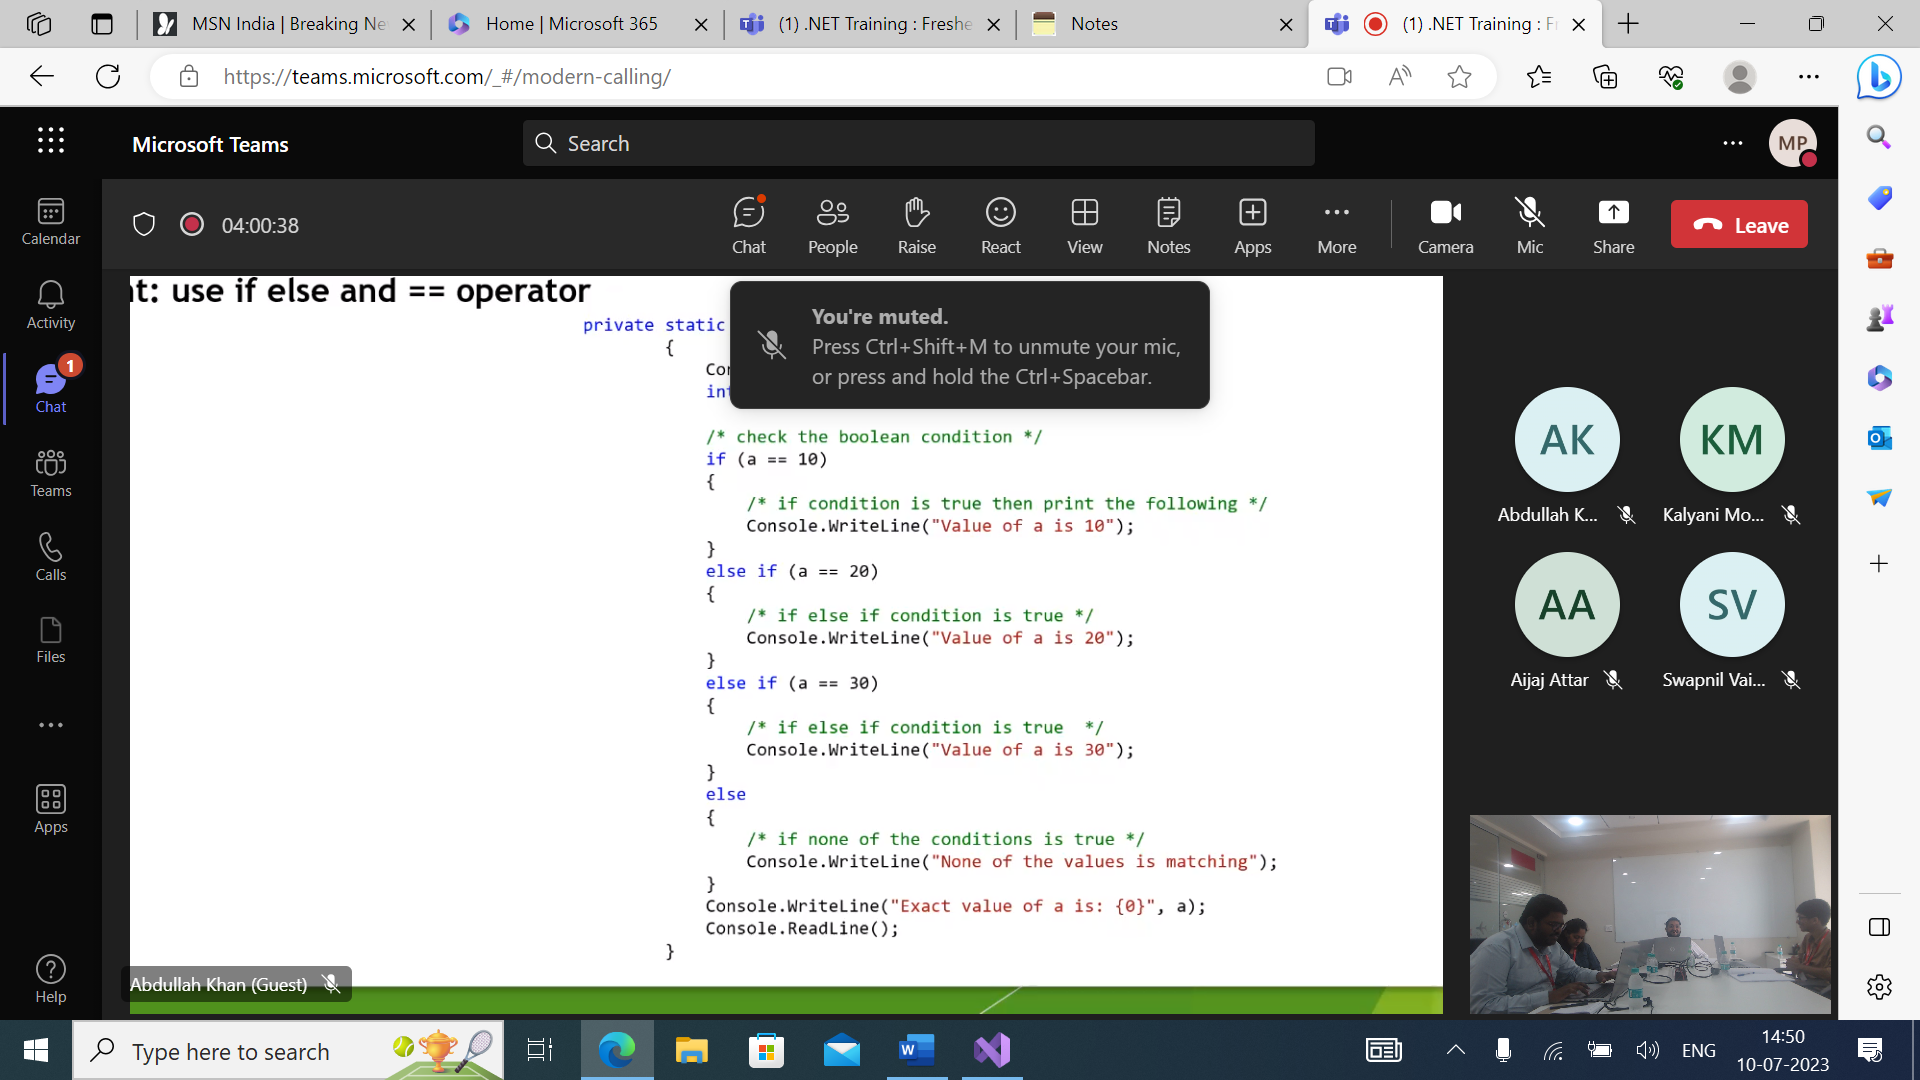 MSN India | Breaking Ne
Home | Microsoft 365
(1) .NET Training : Freshe
Notes
(1) .NET Training : Fr
https://teams.microsoft.com/_#/modern-calling/
Microsoft Teams
Search
MP
04:00:38
Chat
People
Raise
React
View
Notes
Apps
More
Camera
Mic
Share
Leave
Calendar
Activity
1
Chat
Teams
Calls
Files
Apps
Help
You're muted.
Press Ctrl+Shift+M to unmute your mic,
or press and hold the Ctrl+Spacebar.
t: use if else and == operator
private static
{
Con
int
/* check the boolean condition */
if (a == 10)
{
/* if condition is true then print the following */
Console.WriteLine("Value of a is 10");
}
else if (a == 20)
{
/* if else if condition is true */
Console.WriteLine("Value of a is 20");
}
else if (a == 30)
{
/* if else if condition is true  */
Console.WriteLine("Value of a is 30");
}
else
{
/* if none of the conditions is true */
Console.WriteLine("None of the values is matching");
}
Console.WriteLine("Exact value of a is: {0}", a);
Console.ReadLine();
}
Abdullah Khan (Guest)
AK
KM
Abdullah K...
Kalyani Mo...
AA
SV
Aijaj Attar
Swapnil Vai...
Type here to search
ENG
14:50
10-07-2023